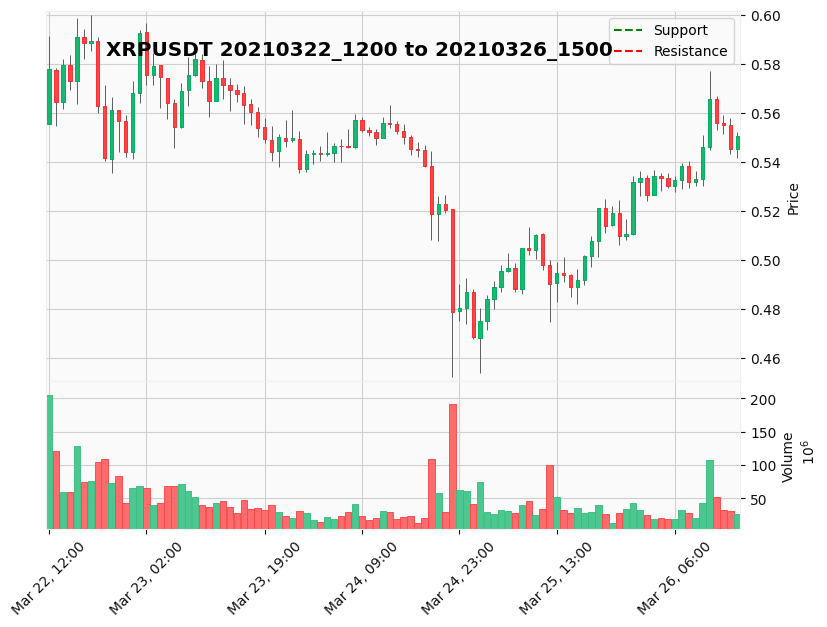 XRPUSDT 20210322_1200 to 20210326_1500
Support
Resistance
0.60
0.58
0.56
0.54
0.52
0.50
0.48
0.46
Price
200
150
100
50
Volume
10^6
Mar 22, 12:00
Mar 23, 02:00
Mar 23, 19:00
Mar 24, 09:00
Mar 24, 23:00
Mar 25, 13:00
Mar 26, 06:00